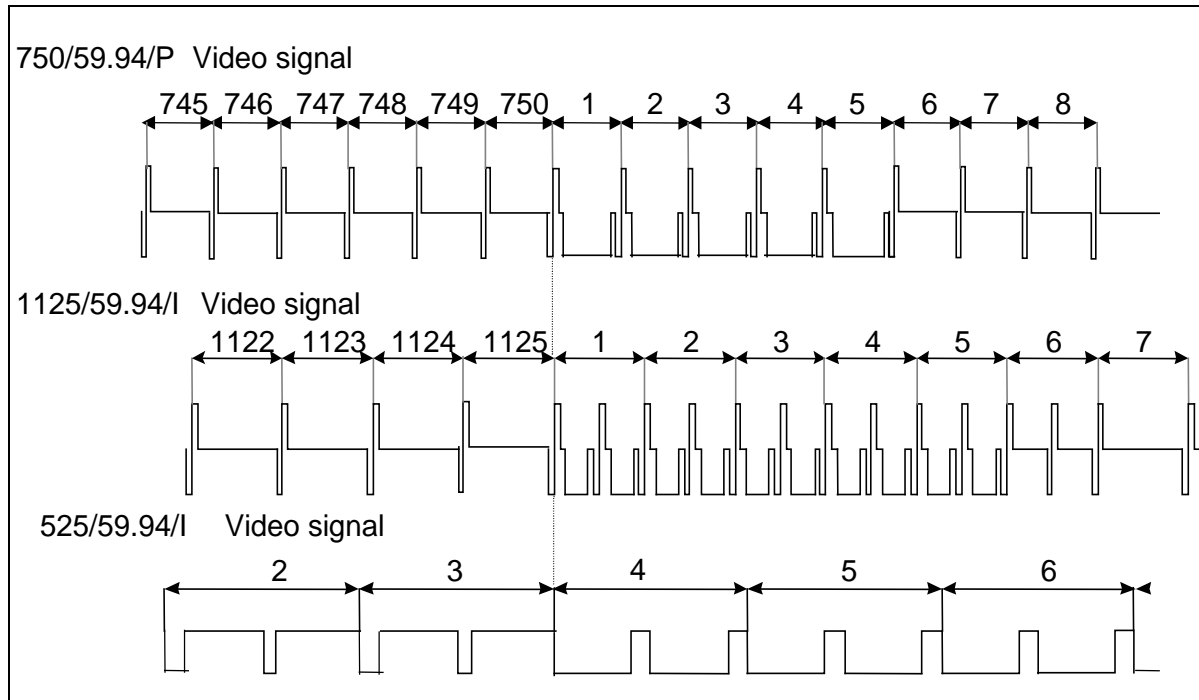 750/59.94/P Video signal
745 746 747 748 749 750 1 2 3 4 5 6 7 8
1125/59.94/I Video signal
1122 1123 1124 1125 1 2 3 4 5 6 7
525/59.94/I Video signal
2 3 4 5 6